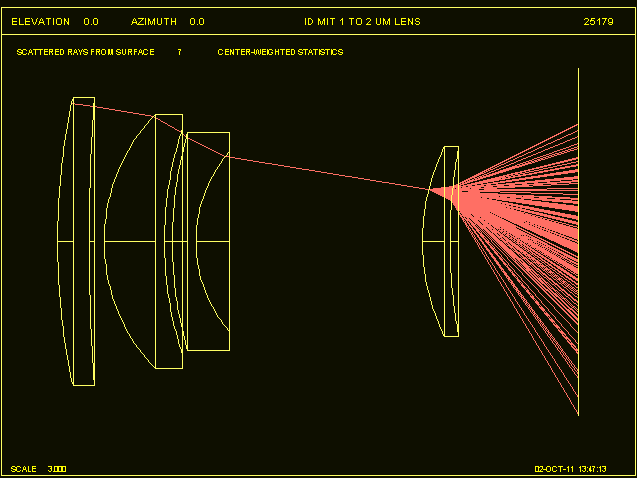 ELEVATION 0.0 AZIMUTH 0.0 ID MIT 1 TO 2 UM LENS 25179
SCATTERED RAYS FROM SURFACE 7 CENTER-WEIGHTED STATISTICS
SCALE 3.000 02-OCT-11 13:47:13